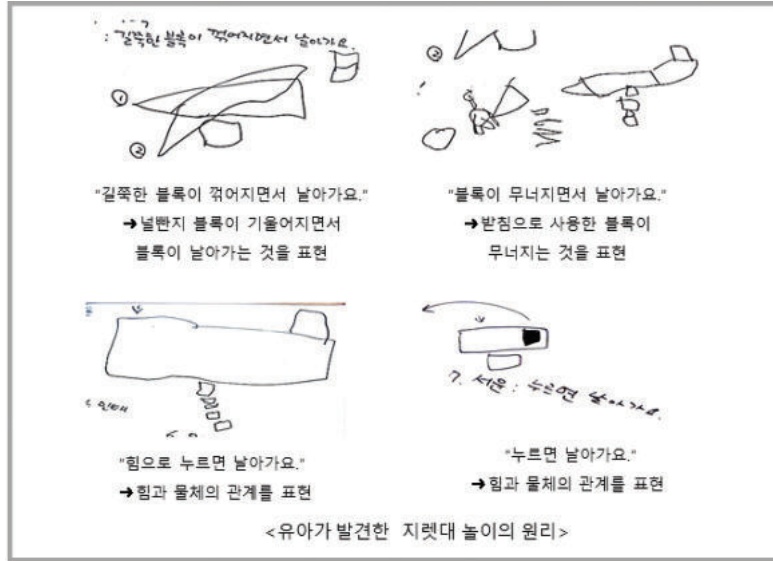 : 길쭉한 블록이 꺾어지면서 날아가요.
①
②
"길쭉한 블록이 꺾어지면서 날아가요."
➜널빤지 블록이 기울어지면서
블록이 날아가는 것을 표현
②
"블록이 무너지면서 날아가요."
➜받침으로 사용한 블록이
무너지는 것을 표현
"힘으로 누르면 날아가요."
➜힘과 물체의 관계를 표현
7. 서윤 : 누르면 날아가요.
"누르면 날아가요."
➜힘과 물체의 관계를 표현
<유아가 발견한 지렛대 놀이의 원리>